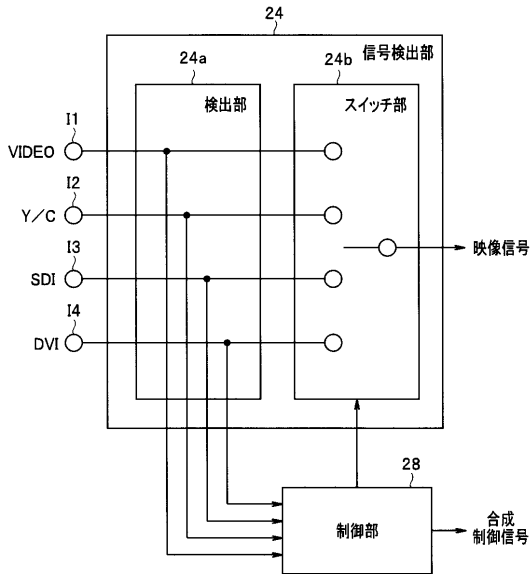 24
信号検出部
24a
検出部
24b
スイッチ部
I1
VIDEO
I2
Y/C
I3
SDI
I4
DVI
映像信号
28
制御部
合成
制御信号